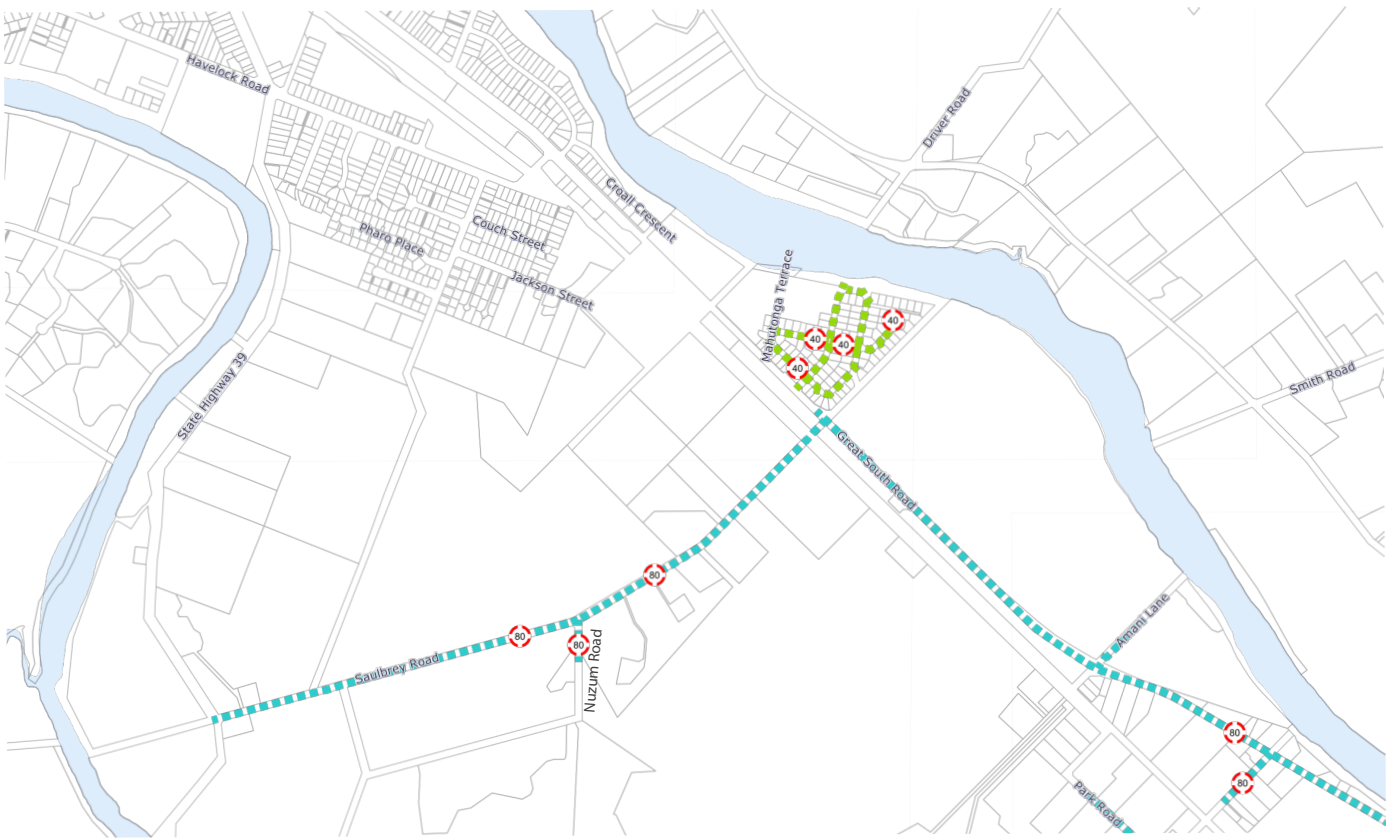 Havelock Road
Driver Road
Croall Crescent
Couch Street
Pharo Place
Jackson Street
Mahutonga Terrace
40
40
40
40
State Highway 39
Smith Road
Great South Road
80
Amani Lane
80
80
Nuzum Road
Saulbrey Road
80
80
Park Road